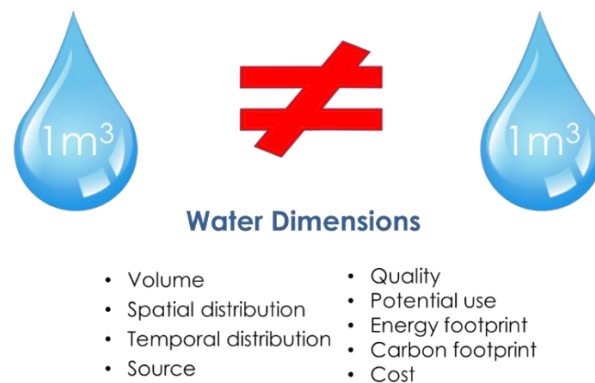 1m³
1m³
Water Dimensions
• Volume
• Spatial distribution
• Temporal distribution
• Source
• Quality
• Potential use
• Energy footprint
• Carbon footprint
• Cost